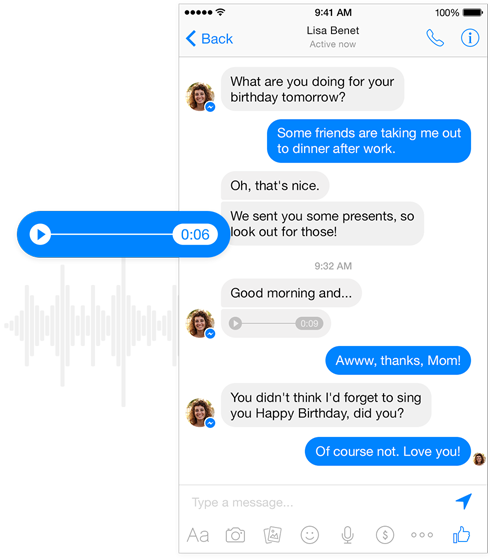 9:41 AM 100%
Back Lisa Benet
Active now
What are you doing for your
birthday tomorrow?
Some friends are taking me out
to dinner after work.
Oh, that's nice.
We sent you some presents, so
look out for those!
0:06
9:32 AM
Good morning and...
0:09
Awww, thanks, Mom!
You didn't think I'd forget to sing
you Happy Birthday, did you?
Of course not. Love you!
Type a message...
Aa $